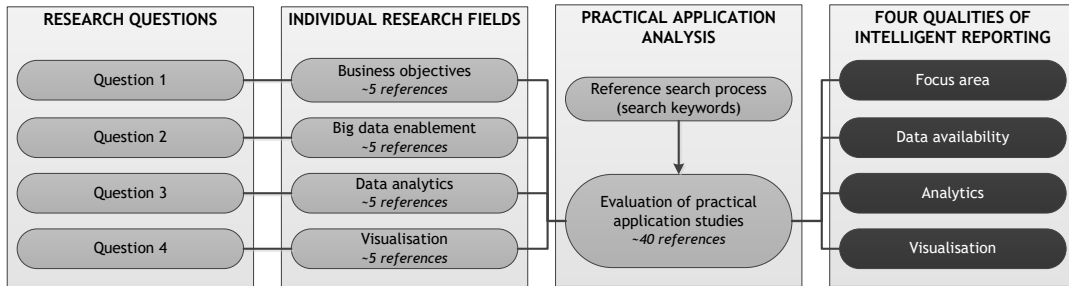 RESEARCH QUESTIONS
Question 1
Question 2
Question 3
Question 4
INDIVIDUAL RESEARCH FIELDS
Business objectives
~5 references
Big data enablement
~5 references
Data analytics
~5 references
Visualisation
~5 references
PRACTICAL APPLICATION
ANALYSIS
Reference search process
(search keywords)
Evaluation of practical
application studies
~40 references
FOUR QUALITIES OF
INTELLIGENT REPORTING
Focus area
Data availability
Analytics
Visualisation